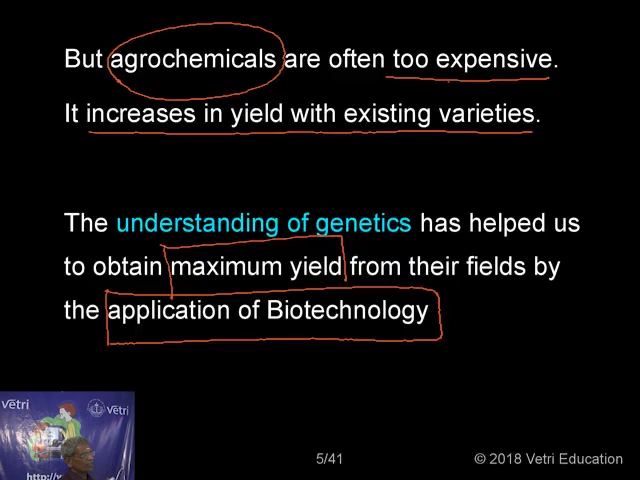 But agrochemicals are often too expensive.
It increases in yield with existing varieties.
The understanding of genetics has helped us
to obtain maximum yield from their fields by
the application of Biotechnology
vetri
vetri
5/41
© 2018 Vetri Education